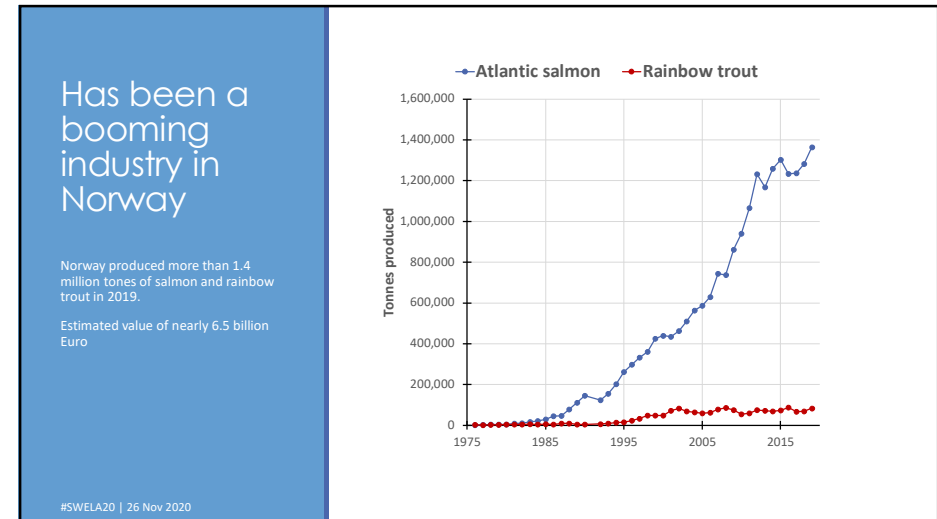 Has been a
booming
industry in
Norway
Norway produced more than 1.4
million tones of salmon and rainbow
trout in 2019.
Estimated value of nearly 6.5 billion
Euro
#SWELA20 | 26 Nov 2020
Atlantic salmon Rainbow trout
Tonnes produced
1,600,000
1,400,000
1,200,000
1,000,000
800,000
600,000
400,000
200,000
0
1975 1985 1995 2005 2015